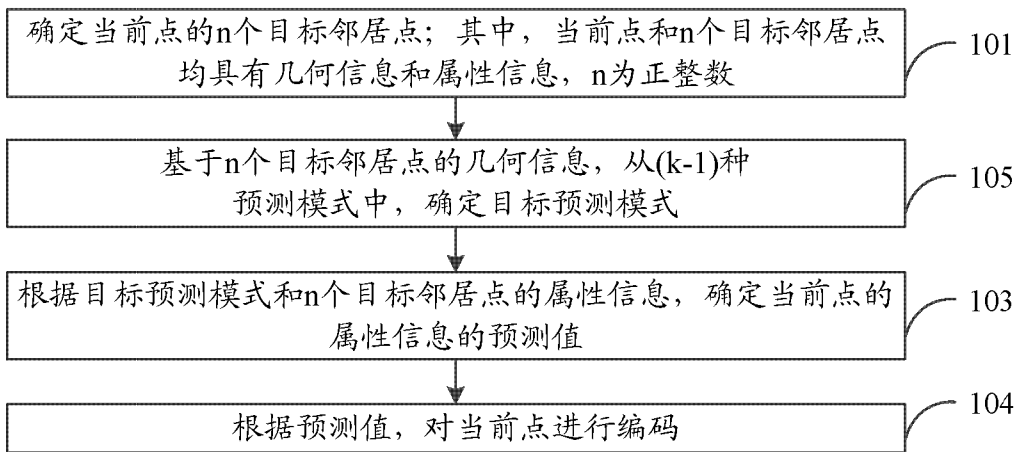 确定当前点的n个目标邻居点；其中，当前点和n个目标邻居点
均具有几何信息和属性信息，n为正整数
101
基于n个目标邻居点的几何信息，从(k-1)种
预测模式中，确定目标预测模式
105
根据目标预测模式和n个目标邻居点的属性信息，确定当前点的
属性信息的预测值
103
根据预测值，对当前点进行编码
104